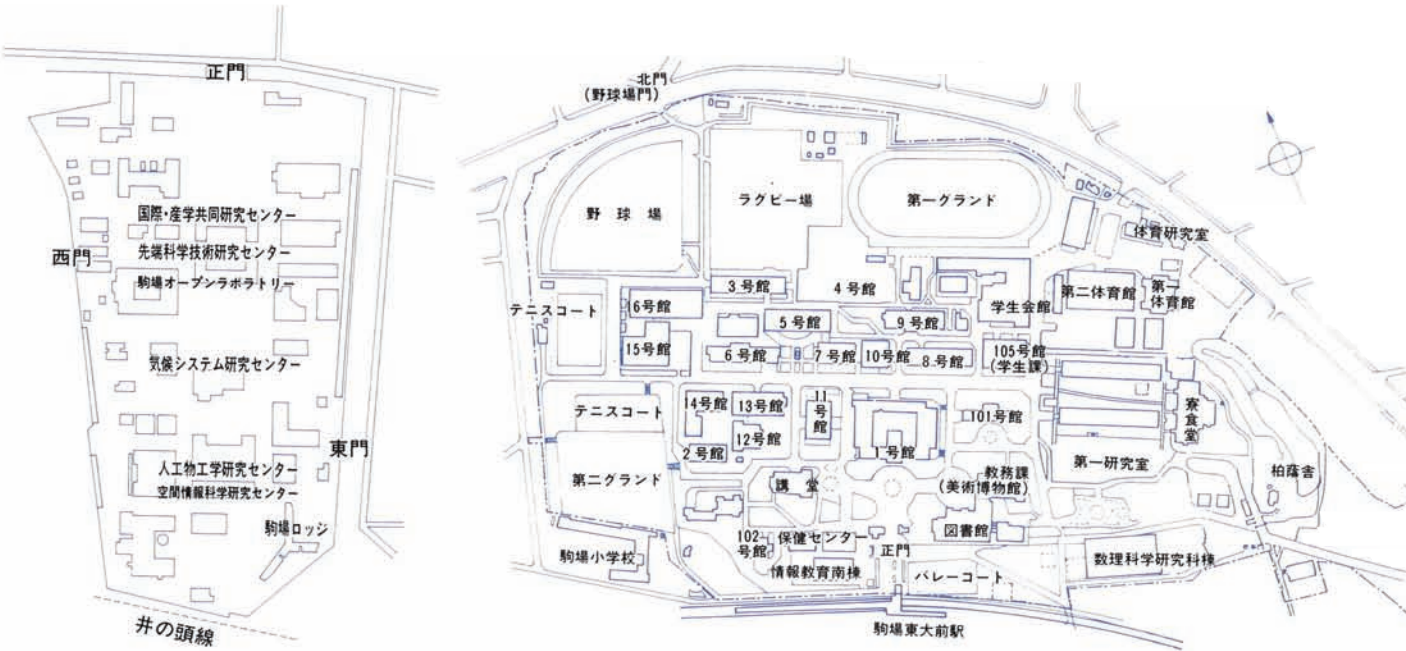 正門
国際・産学共同研究センター
先端科学技術研究センター
西門
駒場オープンラボラトリー
気候システム研究センター
東門
人工物工学研究センター
空間情報科学研究センター
駒場ロッジ
井の頭線
北門
(野球場門)
野球場
ラグビー場
第一グランド
体育研究室
テニスコート
6号館
3号館
4号館
学生会館
第二体育館
第一
体育館
5号館
9号館
15号館
6号館
7号館
10号館
8号館
105号館
(学生課)
テニスコート
14号館
13号館
11
号
館
101号館
寮食堂
12号館
2号館
1号館
第一研究室
第二グランド
講堂
教務課
(美術博物館)
柏蔭舎
102
号館
保健センター
図書館
正門
駒場小学校
情報教育南棟
バレーコート
数理科学研究科棟
駒場東大前駅